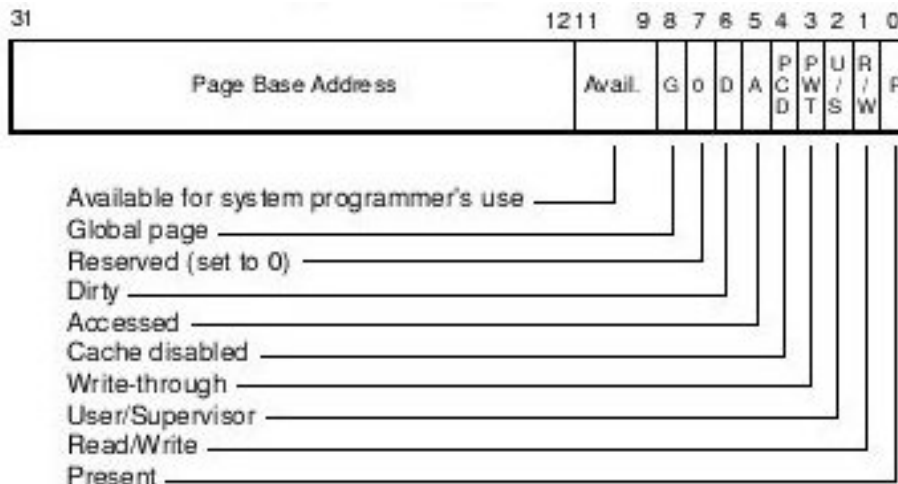 31 12 11 9 8 7 6 5 4 3 2 1 0
Page Base Address Avail. G 0 D A PCD PWT U/S R/W P
Available for system programmer's use
Global page
Reserved (set to 0)
Dirty
Accessed
Cache disabled
Write-through
User/Supervisor
Read/Write
Present